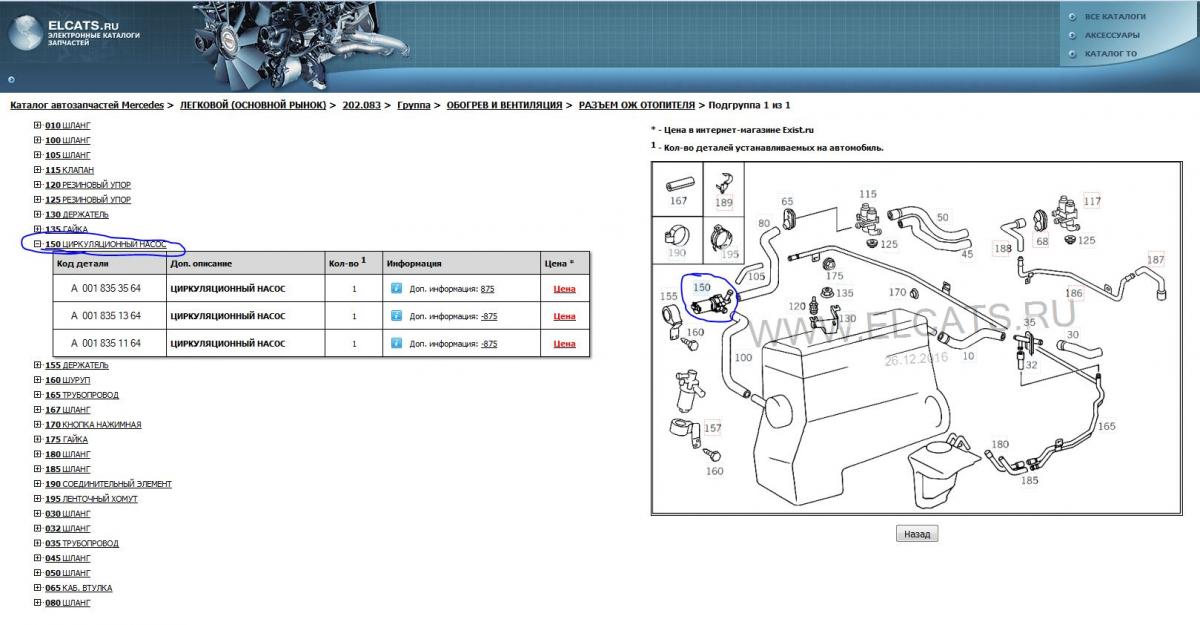 ELCATS.RU
ЭЛЕКТРОННЫЕ КАТАЛОГИ
ЗАПЧАСТЕЙ
ВСЕ КАТАЛОГИ
АКСЕССУАРЫ
КАТАЛОГ ТО
Каталог автозапчастей Mercedes > ЛЕГКОВОЙ (ОСНОВНОЙ РЫНОК) > 202.083 > Группа > ОБОГРЕВ И ВЕНТИЛЯЦИЯ > РАЗЪЕМ ОЖ ОТОПИТЕЛЯ > Подгруппа 1 из 1
010 ШЛАНГ
100 ШЛАНГ
105 ШЛАНГ
115 КЛАПАН
120 РЕЗИНОВЫЙ УПОР
125 РЕЗИНОВЫЙ УПОР
130 ДЕРЖАТЕЛЬ
135 ГАЙКА
150 ЦИРКУЛЯЦИОННЫЙ НАСОС
Код детали Доп. описание Кол-во 1 Информация Цена *
A 001 835 35 64 ЦИРКУЛЯЦИОННЫЙ НАСОС 1 Доп. информация: 875 Цена
A 001 835 13 64 ЦИРКУЛЯЦИОННЫЙ НАСОС 1 Доп. информация: -875 Цена
A 001 835 11 64 ЦИРКУЛЯЦИОННЫЙ НАСОС 1 Доп. информация: -875 Цена
155 ДЕРЖАТЕЛЬ
160 ШУРУП
165 ТРУБОПРОВОД
167 ШЛАНГ
170 КНОПКА НАЖИМНАЯ
175 ГАЙКА
180 ШЛАНГ
185 ШЛАНГ
190 СОЕДИНИТЕЛЬНЫЙ ЭЛЕМЕНТ
195 ЛЕНТОЧНЫЙ ХОМУТ
030 ШЛАНГ
032 ШЛАНГ
035 ТРУБОПРОВОД
045 ШЛАНГ
050 ШЛАНГ
065 КАБ. ВТУЛКА
080 ШЛАНГ
* - Цена в интернет-магазине Exist.ru
1 - Кол-во деталей устанавливаемых на автомобиль.
167 189 65 115 117
80 50
190 195 125 45 188 68 125
187
105 175
150 135 170 186
155 120 130
160
WWW.ELCATS.RU
26.12.2016
100 10 35 30
32
157 165
160 180
185
Назад